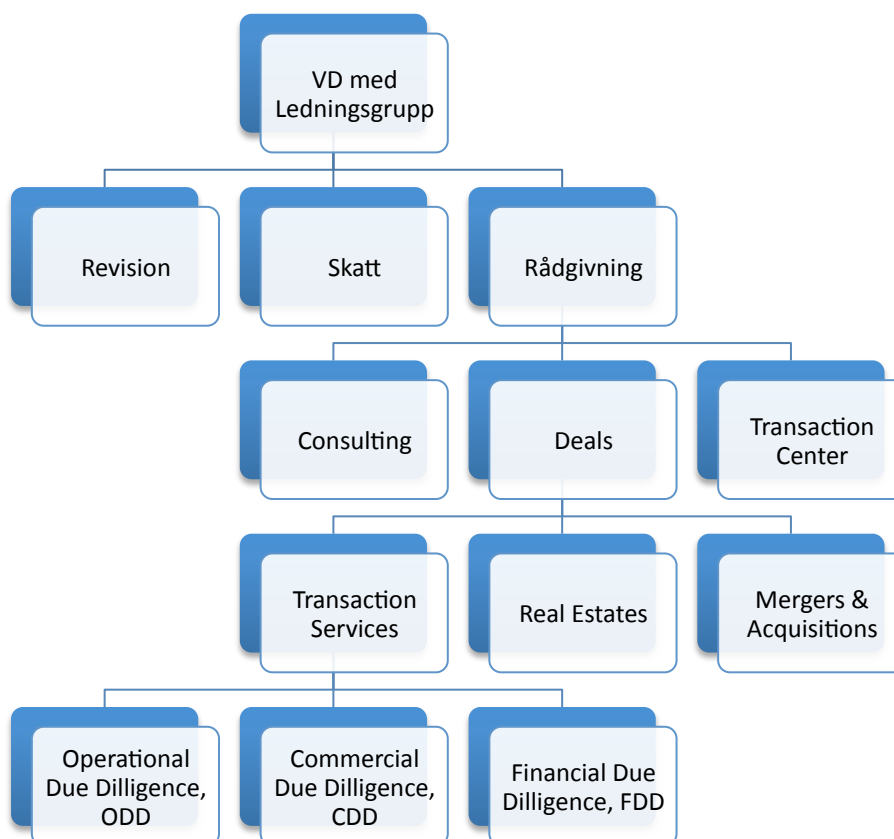 VD med
Ledningsgrupp
Revision
Skatt
Rådgivning
Consulting
Deals
Transaction
Center
Transaction
Services
Real Estates
Mergers &
Acquisitions
Operational
Due Dilligence,
ODD
Commercial
Due Dilligence,
CDD
Financial Due
Dilligence, FDD